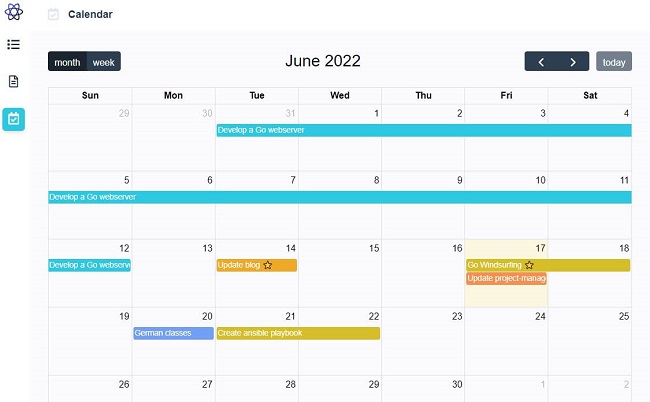 Calendar
month week
June 2022
today
Sun Mon Tue Wed Thu Fri Sat
29 30 31 1 2 3 4
Develop a Go webserver
5 6 7 8 9 10 11
Develop a Go webserver
12 13 14 15 16 17 18
Develop a Go webserv Update blog Go Windsurfing
Update project-manag
19 20 21 22 23 24 25
German classes Create ansible playbook
26 27 28 29 30 1 2